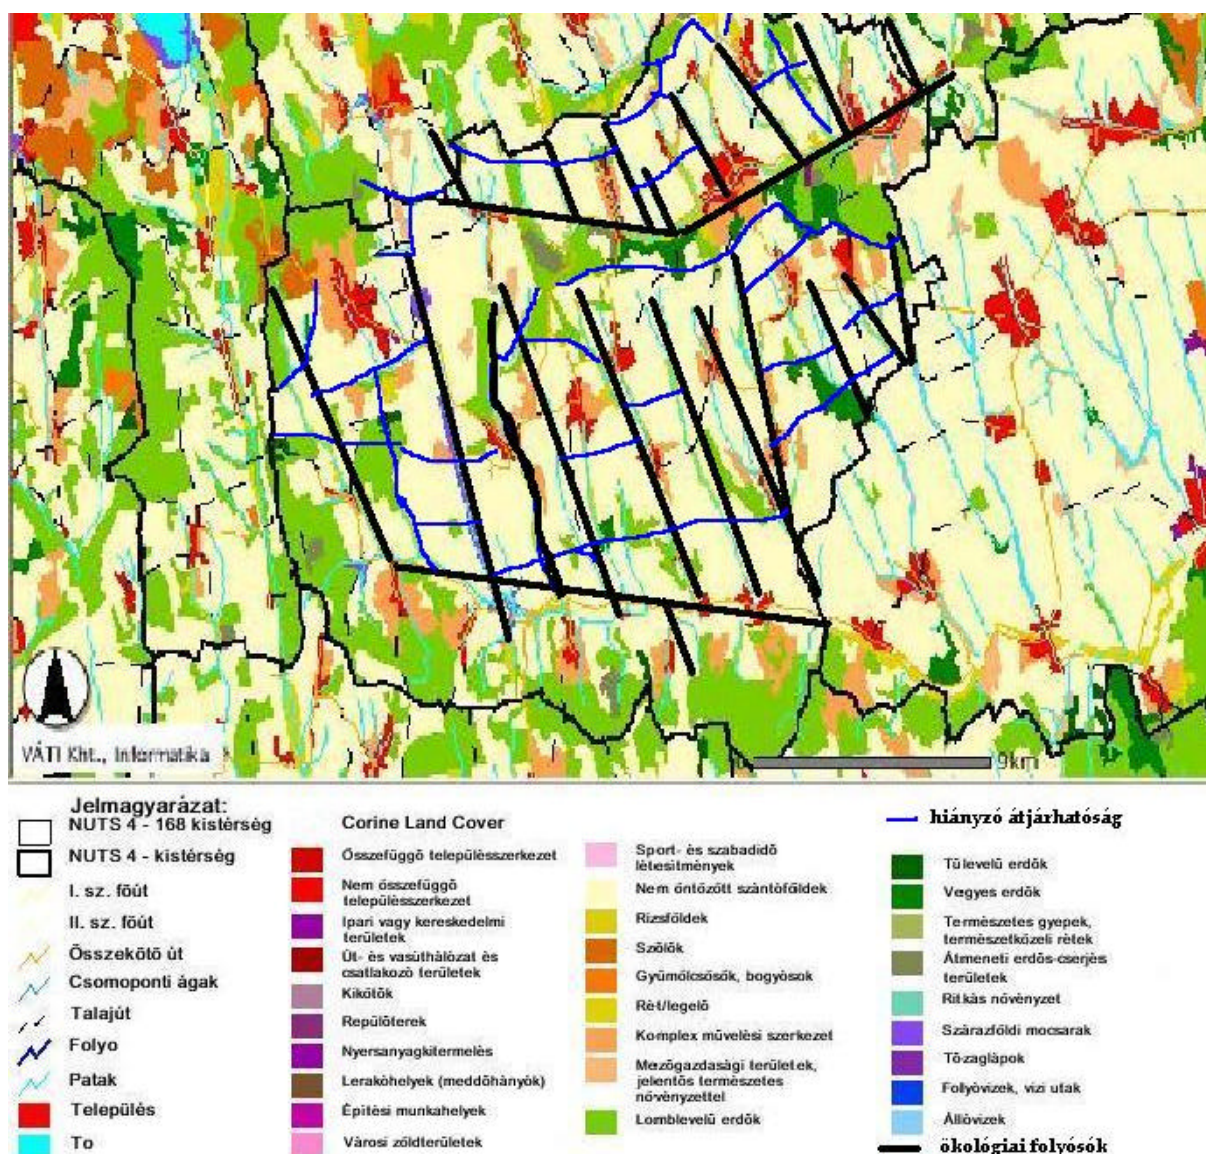 VÁTI Kht., Informatika
9km
Jelmagyarázat:
NUTS 4 - 168 kistérség
NUTS 4 - kistérség
I. sz. főút
II. sz. főút
Összekötő út
Csomoponti ágak
Talajút
Folyo
Patak
Település
To
Corine Land Cover
Összefüggő településszerkezet
Nem összefüggő
településszerkezet
Ipari vagy kereskedelmi
területek
Út- és vasúthálózat és
csatlakozó területek
Kikötők
Repülőterek
Nyersanyagkitermelés
Lerakóhelyek (meddőhányók)
Építési munkahelyek
Városi zöldterületek
Sport- és szabadidő
létesítmények
Nem öntözött szántóföldek
Rizsföldek
Szőlők
Gyümölcsösök, bogyósok
Rét/legelő
Komplex művelési szerkezet
Mezőgazdasági területek,
jelentős természetes
növényzettel
Lomblevelű erdők
hiányzó átjárhatóság
Tűlevelű erdők
Vegyes erdők
Természetes gyepek,
természetközeli rétek
Átmeneti erdős-cserjés
területek
Ritkás növényzet
Szárazföldi mocsarak
Tőzaglápok
Folyóvizek, vizi utak
Állóvizek
ökológiai folyósók